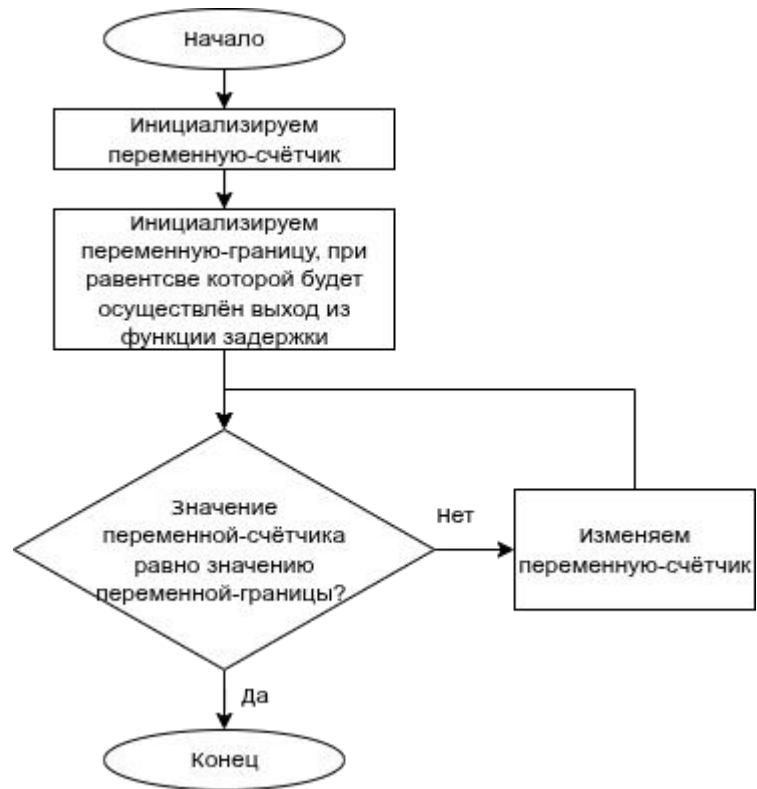 Начало
Инициализируем
переменную-счётчик
Инициализируем
переменную-границу, при
равентсве которой будет
осуществлён выход из
функции задержки
Значение
переменной-счётчика
равно значению
переменной-границы?
Нет
Изменяем
переменную-счётчик
Да
Конец